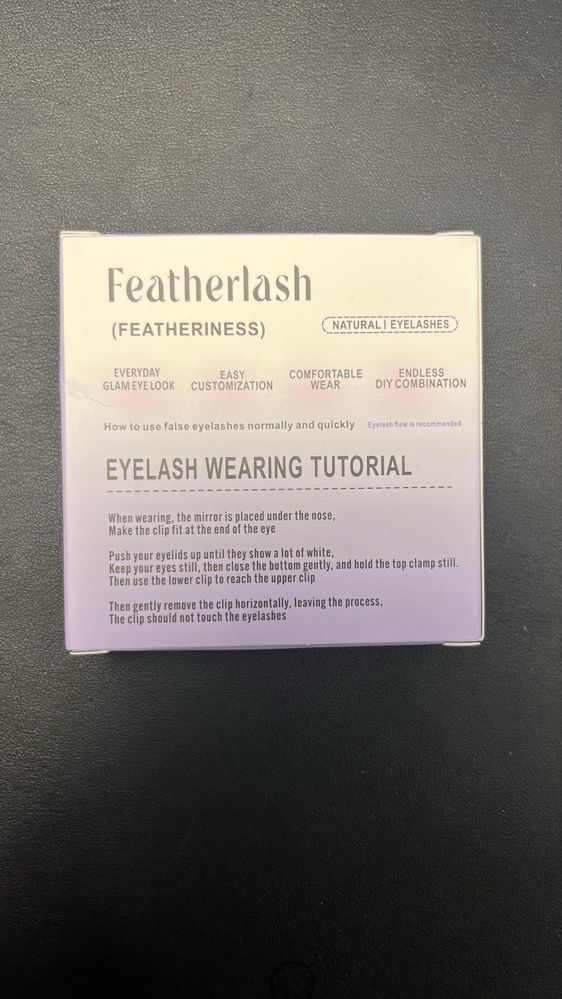 Featherlash
(FEATHERINESS)
NATURAL | EYELASHES
EVERYDAY
GLAM EYE LOOK
EASY
CUSTOMIZATION
COMFORTABLE
WEAR
ENDLESS
DIY COMBINATION
How to use false eyelashes normally and quickly
Eyelash flew is recommanded
EYELASH WEARING TUTORIAL
When wearing, the mirror is placed under the nose,
Make the clip fit at the end of the eye
Push your eyelids up until they show a lot of white,
Keep your eyes still, then close the bottom gently, and hold the top clamp still.
Then use the lower clip to reach the upper clip
Then gently remove the clip horizontally, leaving the process,
The clip should not touch the eyelashes